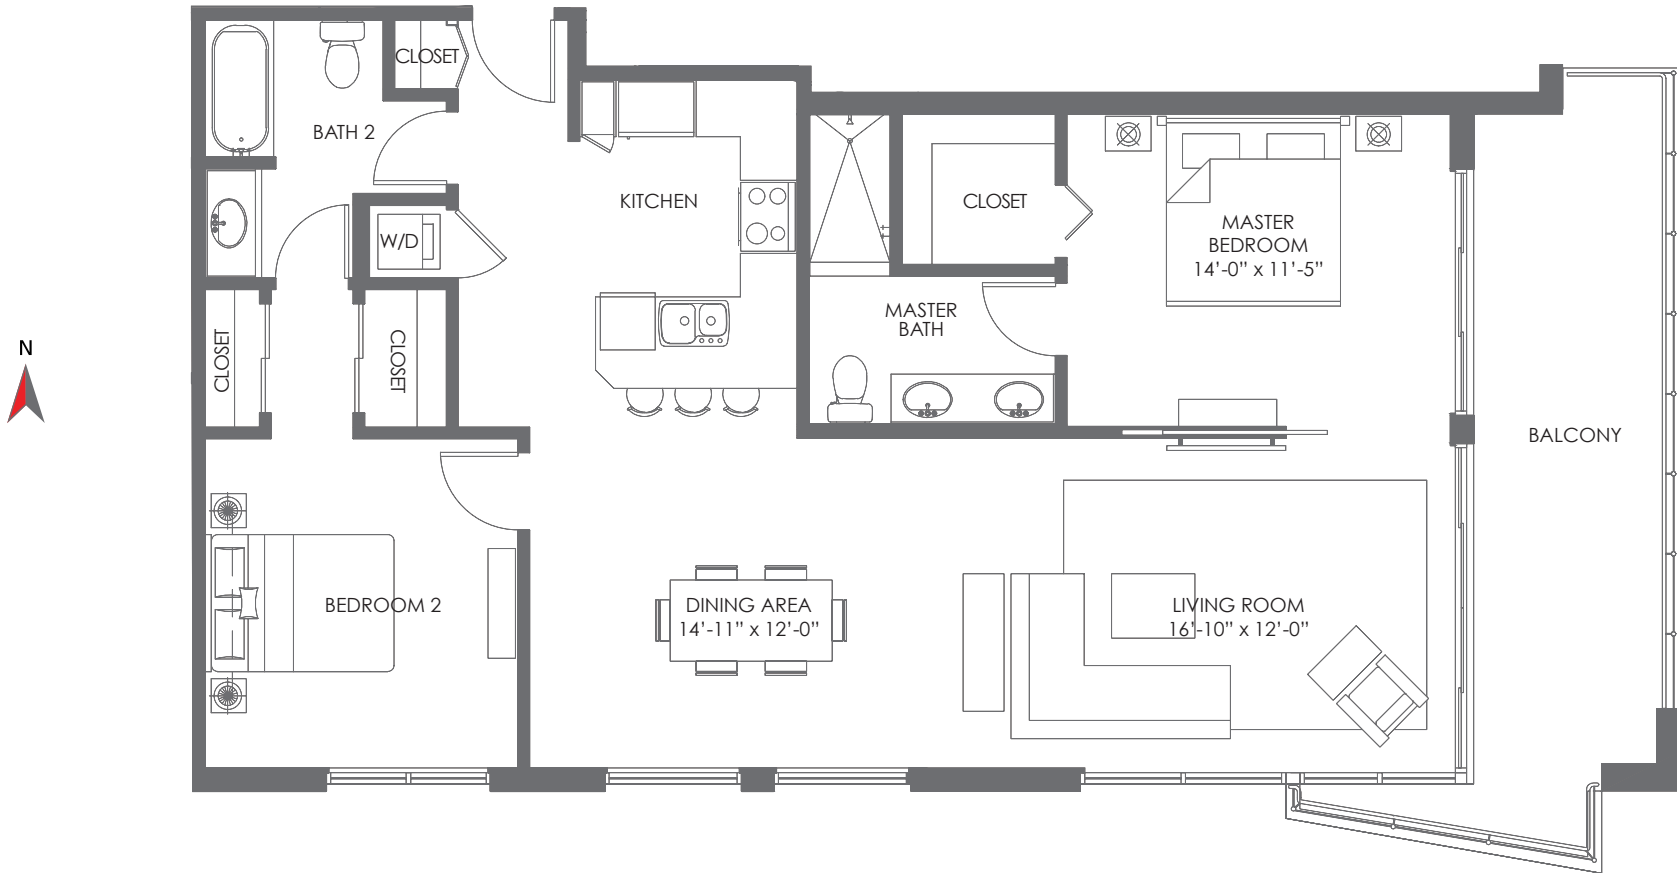 CLOSET
BATH 2
KITCHEN
CLOSET
MASTER
BEDROOM
14'-0" x 11'-5"
W/D
MASTER
BATH
CLOSET
CLOSET
N
BALCONY
BEDROOM 2
DINING AREA
14'-11" x 12'-0"
LIVING ROOM
16'-10" x 12'-0"